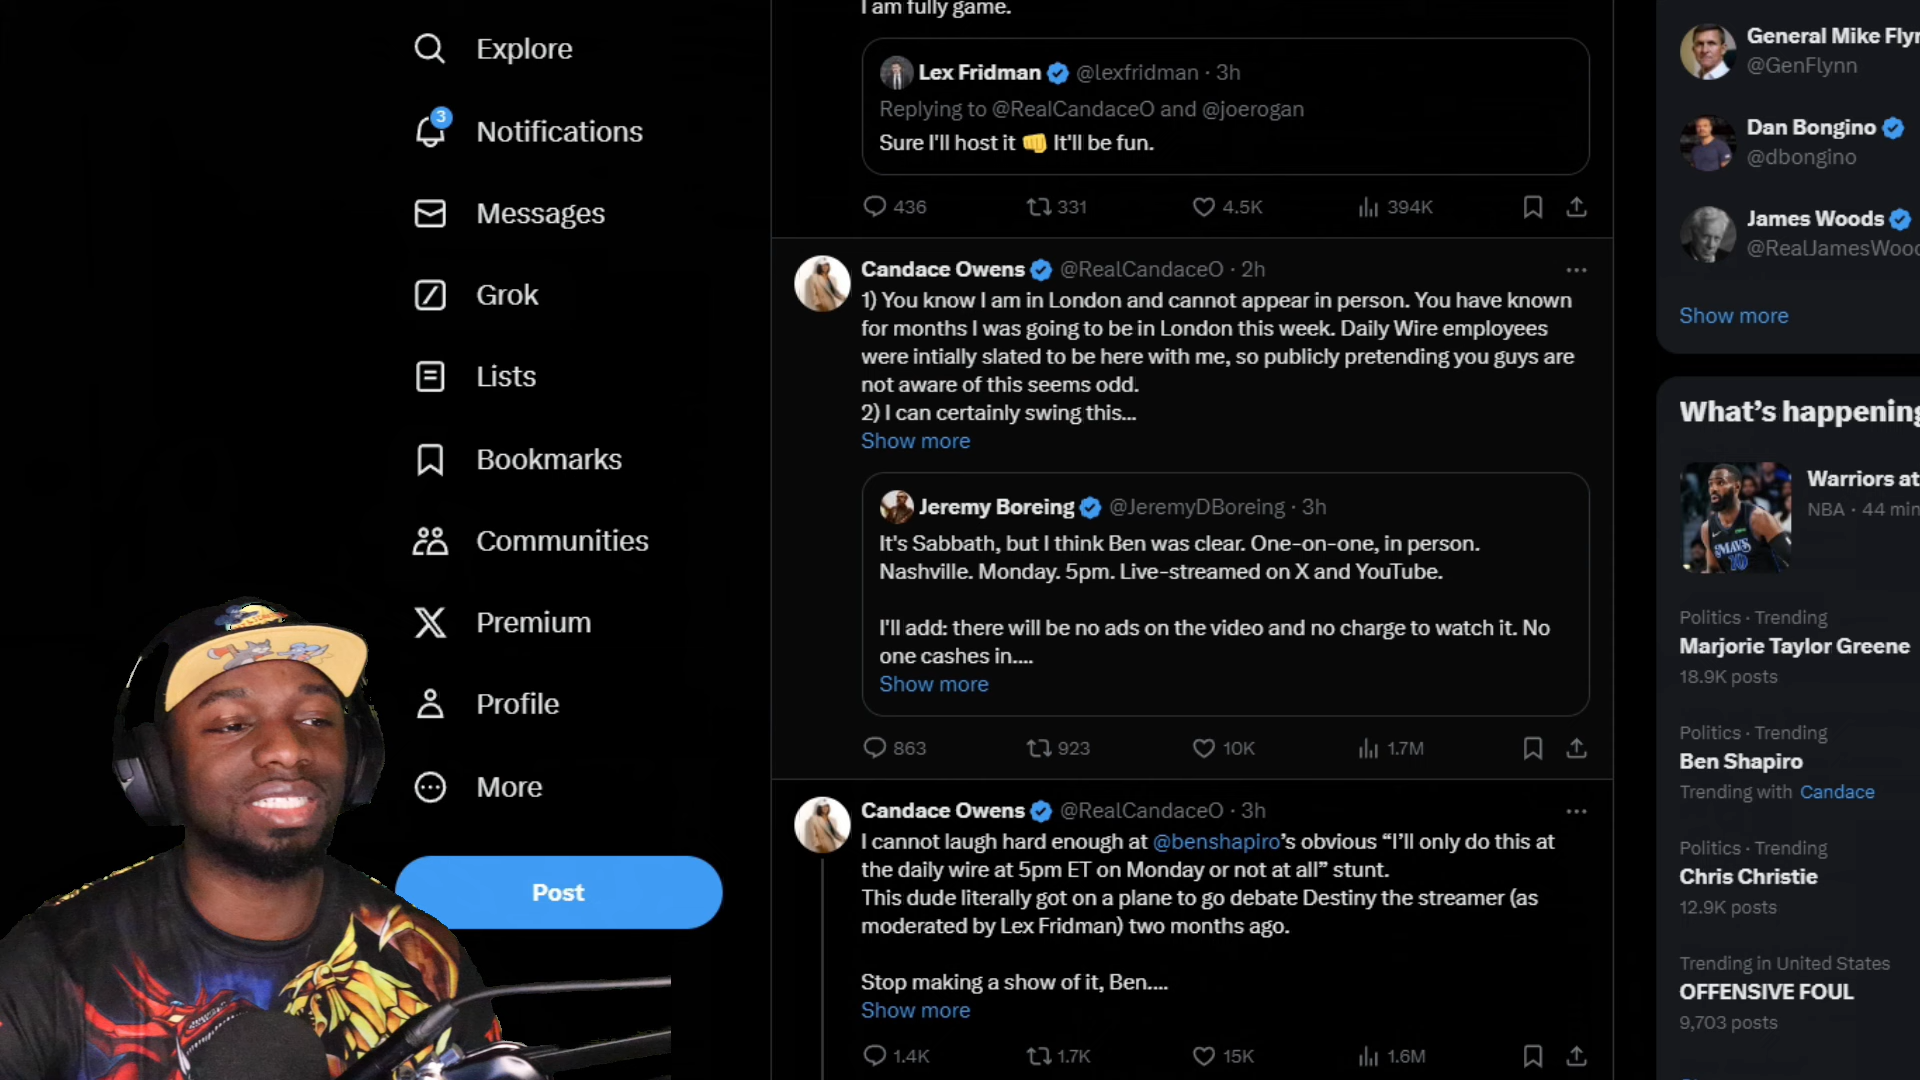 Explore
3
Notifications
Messages
Grok
Lists
Bookmarks
Communities
Premium
Profile
More
Post
I am fully game.
Lex Fridman @lexfridman · 3h
Replying to @RealCandaceO and @joerogan
Sure I'll host it 👊 It'll be fun.
436 331 4.5K 394K
Candace Owens @RealCandaceO · 2h
1) You know I am in London and cannot appear in person. You have known
for months I was going to be in London this week. Daily Wire employees
were intially slated to be here with me, so publicly pretending you guys are
not aware of this seems odd.
2) I can certainly swing this...
Show more
Jeremy Boreing @JeremyDBoreing · 3h
It's Sabbath, but I think Ben was clear. One-on-one, in person.
Nashville. Monday. 5pm. Live-streamed on X and YouTube.
I'll add: there will be no ads on the video and no charge to watch it. No
one cashes in....
Show more
863 923 10K 1.7M
Candace Owens @RealCandaceO · 3h
I cannot laugh hard enough at @benshapiro's obvious “I'll only do this at
the daily wire at 5pm ET on Monday or not at all” stunt.
This dude literally got on a plane to go debate Destiny the streamer (as
moderated by Lex Fridman) two months ago.
Stop making a show of it, Ben....
Show more
1.4K 1.7K 15K 1.6M
General Mike Flyn
@GenFlynn
Dan Bongino
@dbongino
James Woods
@RealJamesWood
Show more
What's happening
Warriors at
NBA · 44 min
MAVS
10
Politics · Trending
Marjorie Taylor Greene
18.9K posts
Politics · Trending
Ben Shapiro
Trending with Candace
Politics · Trending
Chris Christie
12.9K posts
Trending in United States
OFFENSIVE FOUL
9,703 posts